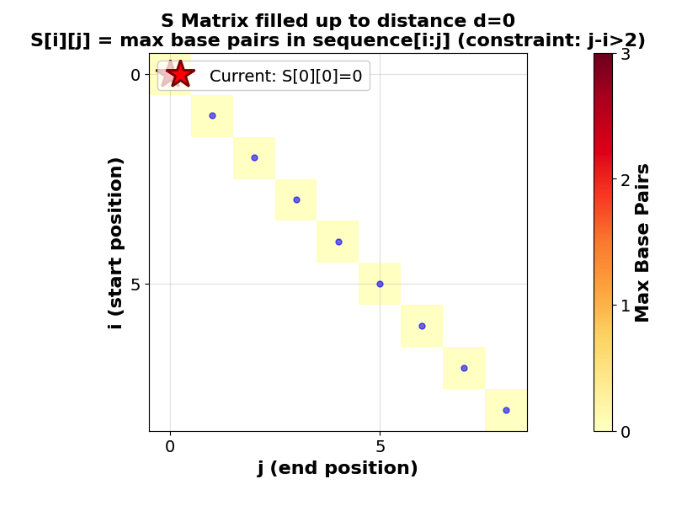 S Matrix filled up to distance d=0
S[i][j] = max base pairs in sequence[i:j] (constraint: j-i>2)
Current: S[0][0]=0
0
5
i (start position)
0
5
j (end position)
3
2
1
0
Max Base Pairs